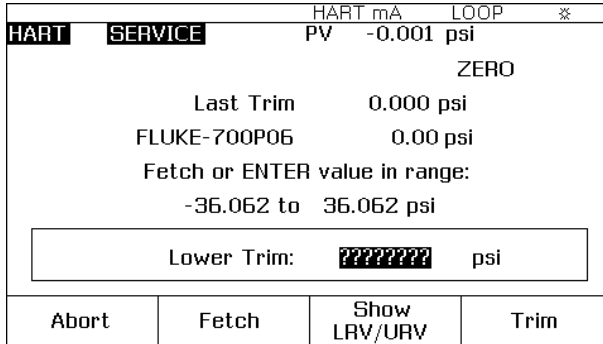 HART mA LOOP
HART SERVICE PV -0.001 psi
ZERO
Last Trim 0.000 psi
FLUKE-700P06 0.00 psi
Fetch or ENTER value in range:
-36.062 to 36.062 psi
Lower Trim: ???????? psi
Abort Fetch Show LRV/URV Trim